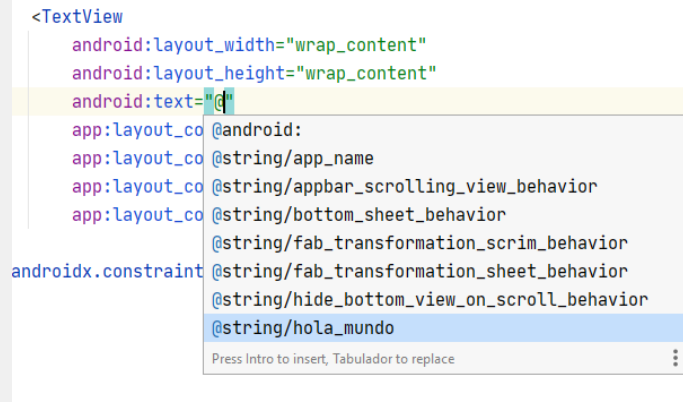 <TextView
android:layout_width="wrap_content"
android:layout_height="wrap_content"
android:text="@"
app:layout_co
@android:
app:layout_co
@string/app_name
app:layout_co
@string/appbar_scrolling_view_behavior
app:layout_co
@string/bottom_sheet_behavior
@string/fab_transformation_scrim_behavior
androidx.constraint
@string/fab_transformation_sheet_behavior
@string/hide_bottom_view_on_scroll_behavior
@string/hola_mundo
Press Intro to insert, Tabulador to replace